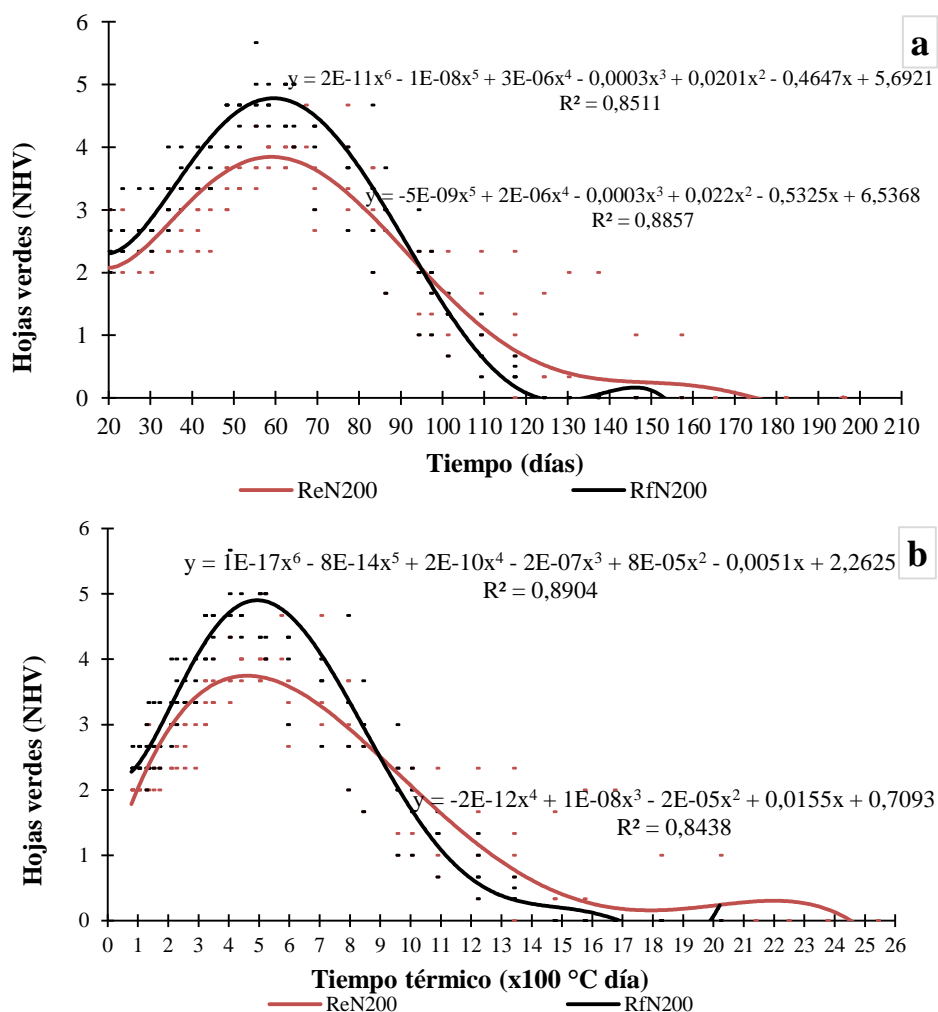 a
y = 2E-11x⁶ - 1E-08x⁵ + 3E-06x⁴ - 0,0003x³ + 0,0201x² - 0,4647x + 5,6921
R² = 0,8511
y = -5E-09x⁵ + 2E-06x⁴ - 0,0003x³ + 0,022x² - 0,5325x + 6,5368
R² = 0,8857
Hojas verdes (NHV)
6
5
4
3
2
1
0
20 30 40 50 60 70 80 90 100 110 120 130 140 150 160 170 180 190 200 210
Tiempo (días)
ReN200 RfN200
b
y = 1E-17x⁶ - 8E-14x⁵ + 2E-10x⁴ - 2E-07x³ + 8E-05x² - 0,0051x + 2,2625
R² = 0,8904
y = -2E-12x⁴ + 1E-08x³ - 2E-05x² + 0,0155x + 0,7093
R² = 0,8438
Hojas verdes (NHV)
6
5
4
3
2
1
0
0 1 2 3 4 5 6 7 8 9 10 11 12 13 14 15 16 17 18 19 20 21 22 23 24 25 26
Tiempo térmico (x100 °C día)
ReN200 RfN200